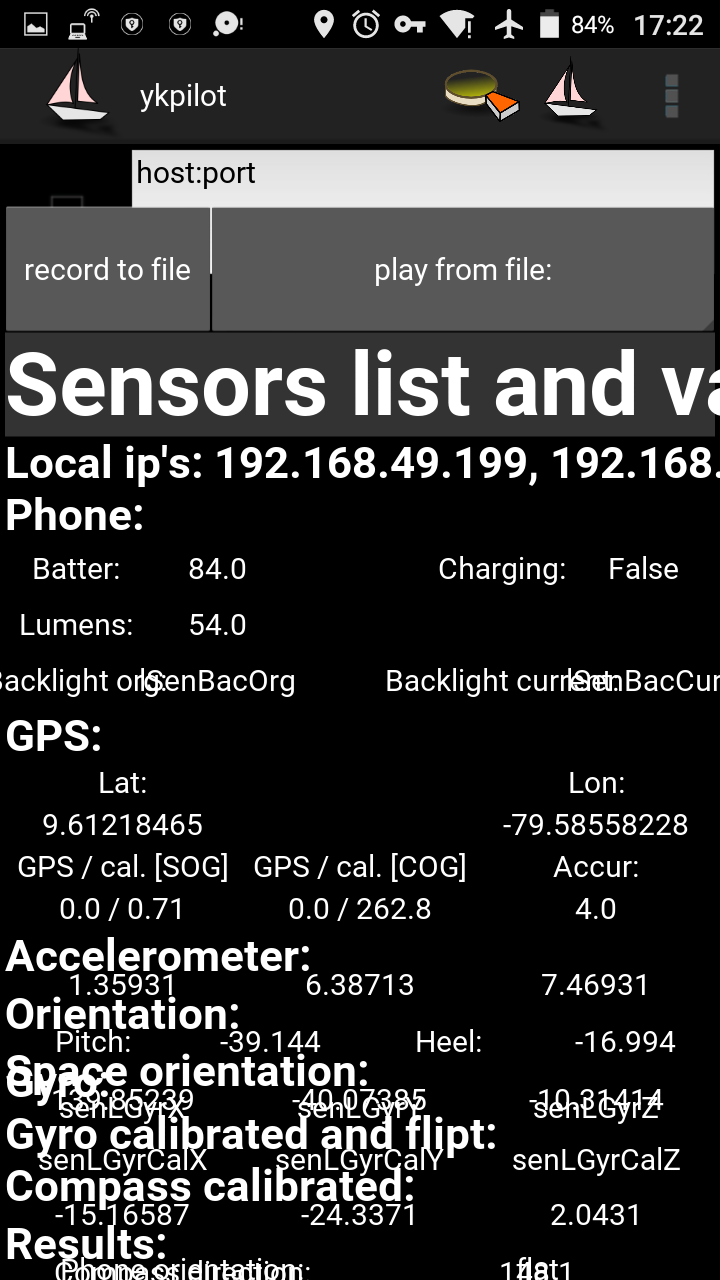 84% 17:22
ykpilot
host:port
record to file play from file:
Sensors list and va
Local ip's: 192.168.49.199, 192.168.
Phone:
Batter: 84.0 Charging: False
Lumens: 54.0
Backlight org: SenBacOrg Backlight current: SenBacCur
GPS:
Lat: Lon:
9.61218465 -79.58558228
GPS / cal. [SOG] GPS / cal. [COG] Accur:
0.0 / 0.71 0.0 / 262.8 4.0
Accelerometer:
1.35931 6.38713 7.46931
Orientation:
Pitch: -39.144 Heel: -16.994
Space orientation:
Gyro:
-40.07385 -10.31414
senLGyrX senLGyrY senLGyrZ
Gyro calibrated and flipt:
senLGyrCalX senLGyrCalY senLGyrCalZ
Compass calibrated:
-15.16587 -24.3371 2.0431
Results:
Phone orientation: flat
Compass direction: